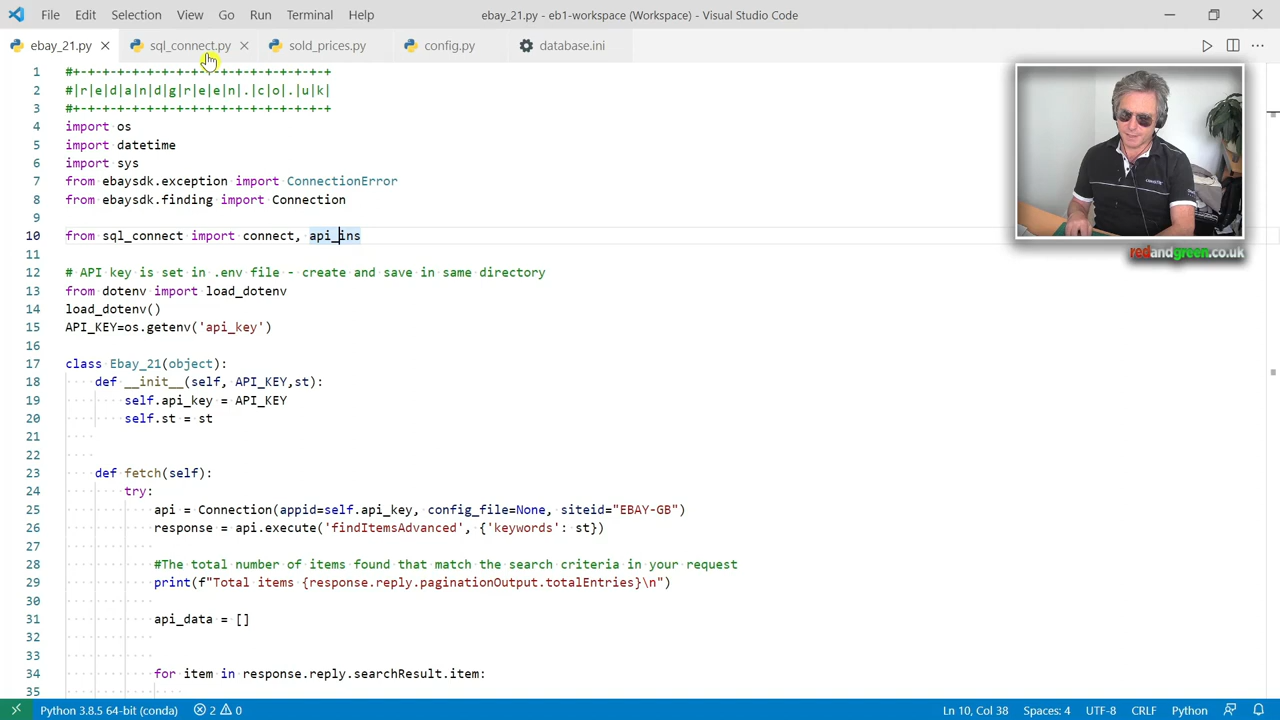 File Edit Selection View Go Run Terminal Help
ebay_21.py - eb1-workspace (Workspace) - Visual Studio Code
ebay_21.py sql_connect.py sold_prices.py config.py database.ini
1 #+-+-+-+-+-+-+-+-+-+-+-+-+-+-+-+-+-+
2 #|r|e|d|a|n|d|g|r|e|e|n|.|c|o|.|u|k|
3 #+-+-+-+-+-+-+-+-+-+-+-+-+-+-+-+-+-+
4 import os
5 import datetime
6 import sys
7 from ebaysdk.exception import ConnectionError
8 from ebaysdk.finding import Connection
9
10 from sql_connect import connect, api_ins
11
12 # API key is set in .env file - create and save in same directory
13 from dotenv import load_dotenv
14 load_dotenv()
15 API_KEY=os.getenv('api_key')
16
17 class Ebay_21(object):
18 def __init__(self, API_KEY,st):
19 self.api_key = API_KEY
20 self.st = st
21
22
23 def fetch(self):
24 try:
25 api = Connection(appid=self.api_key, config_file=None, siteid="EBAY-GB")
26 response = api.execute('findItemsAdvanced', {'keywords': st})
27
28 #The total number of items found that match the search criteria in your request
29 print(f"Total items {response.reply.paginationOutput.totalEntries}\n")
30
31 api_data = []
32
33
34 for item in response.reply.searchResult.item:
35
redandgreen.co.uk
Python 3.8.5 64-bit (conda) 2 0 Ln 10, Col 38 Spaces: 4 UTF-8 CRLF Python